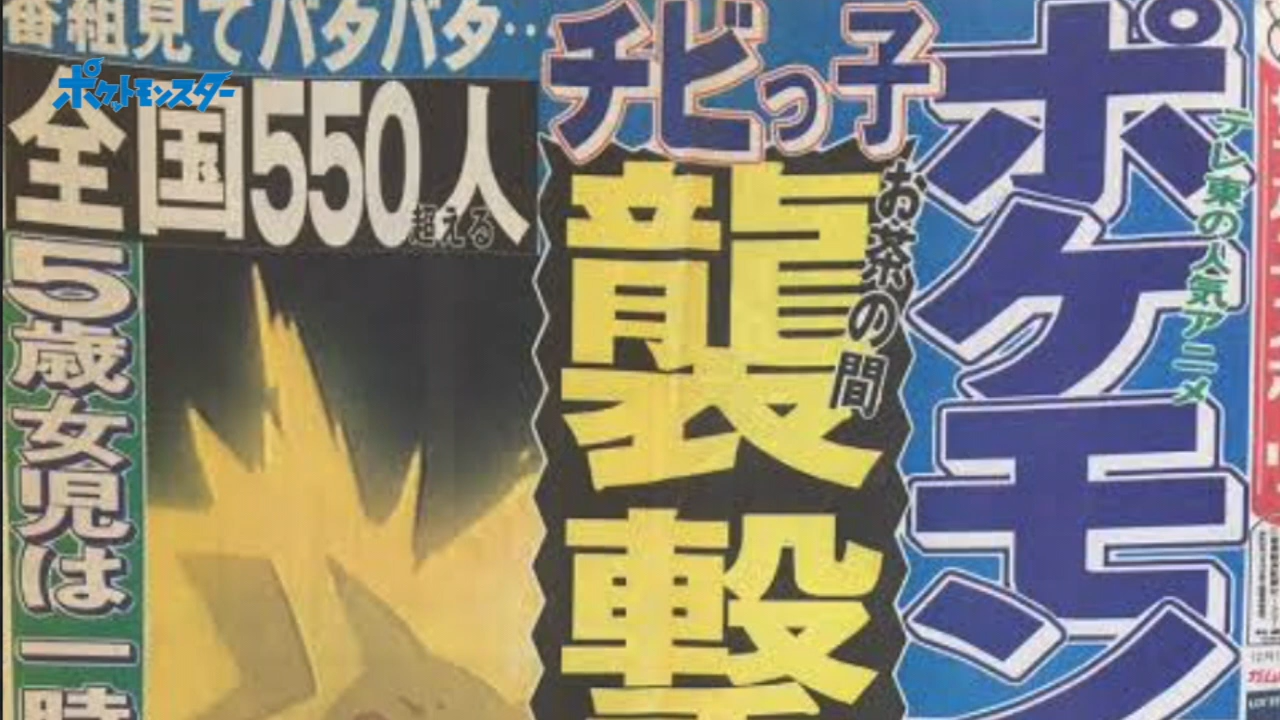 番組見てバタバタ‥
ポケットモンスター
全国550人
超える
5歳女児は一時
チビっ子
お茶の間
襲撃
ポケモン
テレ東の人気アニメ